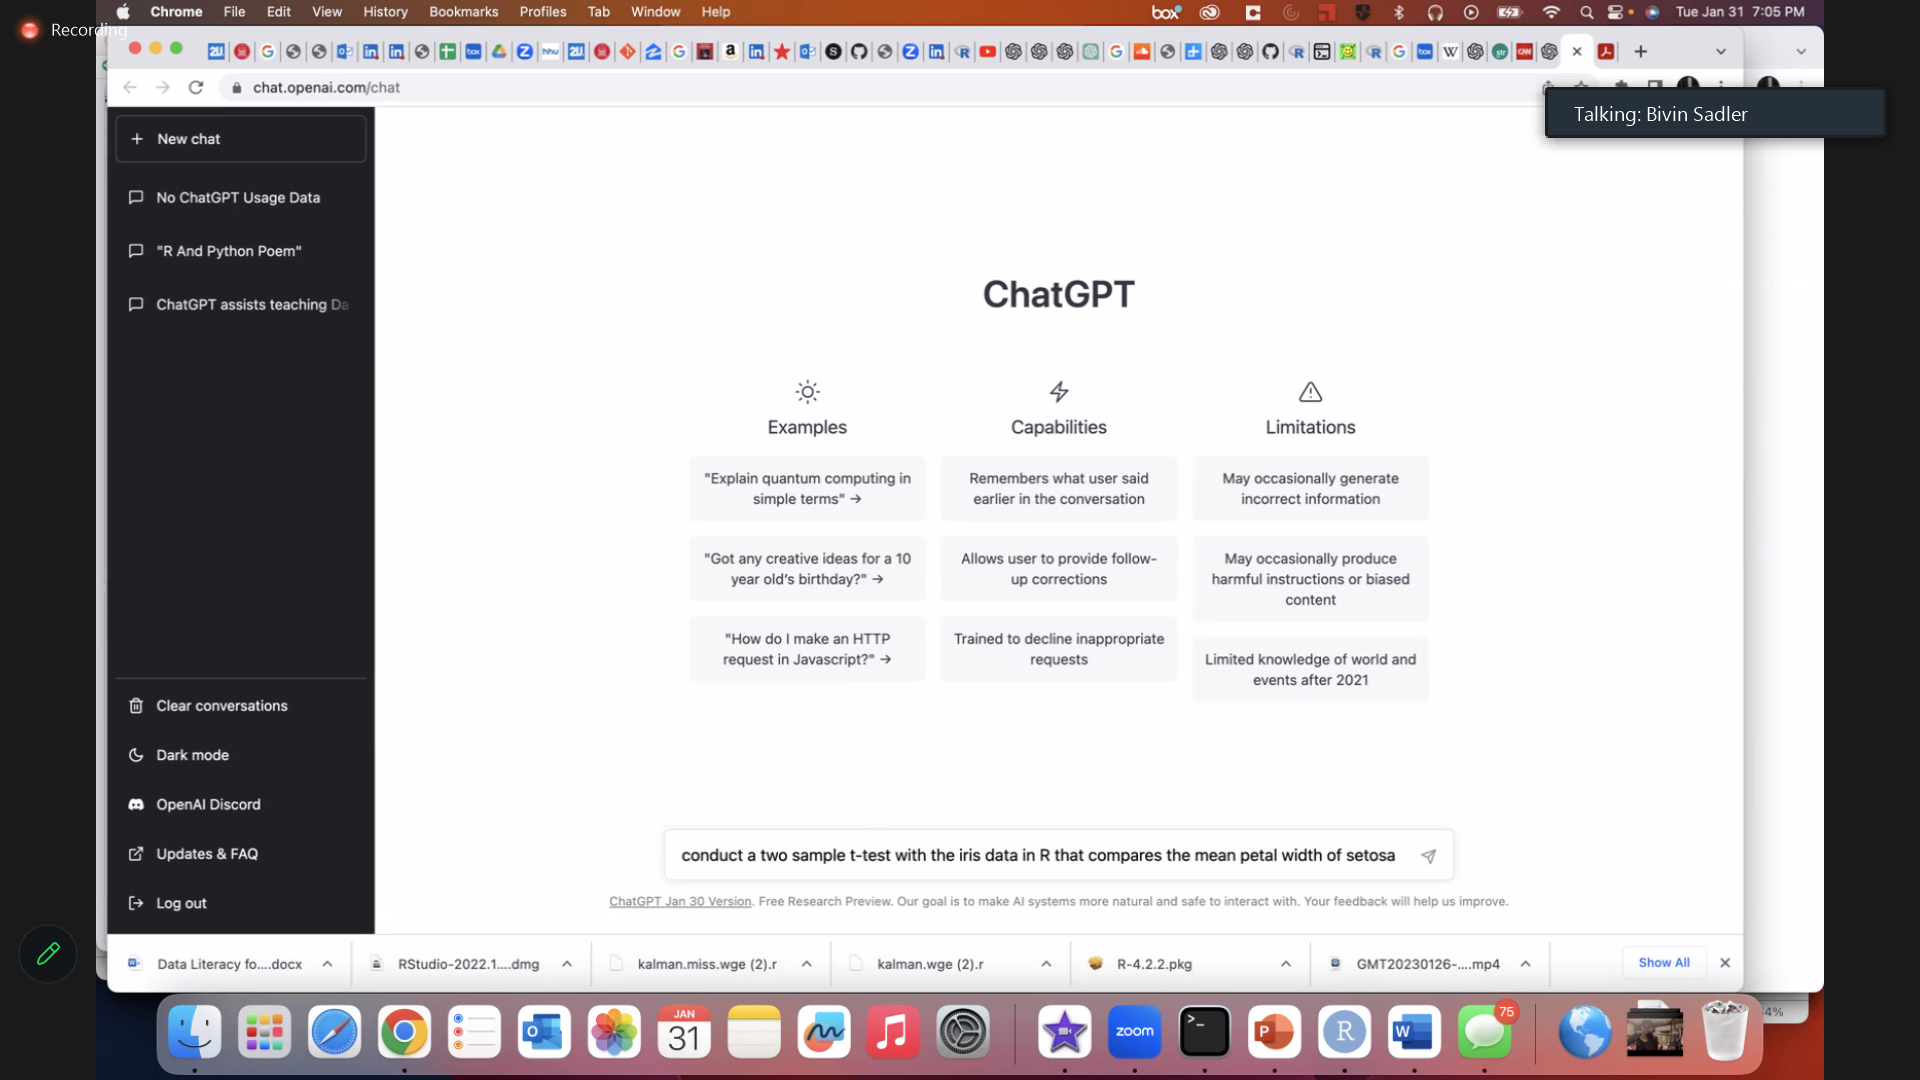 Recording
Chrome File Edit View History Bookmarks Profiles Tab Window Help
box
Tue Jan 31 7:05 PM
chat.openai.com/chat
Talking: Bivin Sadler
New chat
No ChatGPT Usage Data
"R And Python Poem"
ChatGPT assists teaching Da
ChatGPT
Examples
Capabilities
Limitations
"Explain quantum computing in
simple terms" →
Remembers what user said
earlier in the conversation
May occasionally generate
incorrect information
"Got any creative ideas for a 10
year old's birthday?" →
Allows user to provide follow-
up corrections
May occasionally produce
harmful instructions or biased
content
"How do I make an HTTP
request in Javascript?" →
Trained to decline inappropriate
requests
Limited knowledge of world and
events after 2021
Clear conversations
Dark mode
OpenAI Discord
Updates & FAQ
Log out
conduct a two sample t-test with the iris data in R that compares the mean petal width of setosa
ChatGPT Jan 30 Version. Free Research Preview. Our goal is to make AI systems more natural and safe to interact with. Your feedback will help us improve.
Data Literacy fo....docx
RStudio-2022.1....dmg
kalman.miss.wge (2).r
kalman.wge (2).r
R-4.2.2.pkg
GMT20230126-....mp4
Show All
JAN
31
zoom
75
4%